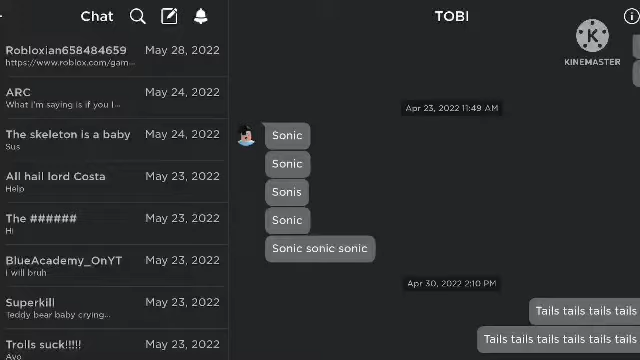 Chat
Robloxian658484659 May 28, 2022
https://www.roblox.com/gam...
ARC May 24, 2022
What I'm saying is if you l...
The skeleton is a baby May 24, 2022
Sus
All hail lord Costa May 23, 2022
Help
The ###### May 23, 2022
Hi
BlueAcademy_OnYT May 23, 2022
I will bruh
Superkill May 23, 2022
Teddy bear baby crying...
Trolls suck!!!!! May 23, 2022
Ayo
TOBI
K
KINEMASTER
Apr 23, 2022 11:49 AM
Sonic
Sonic
Sonis
Sonic
Sonic sonic sonic
Apr 30, 2022 2:10 PM
Tails tails tails tails
Tails tails tails tails tails tails